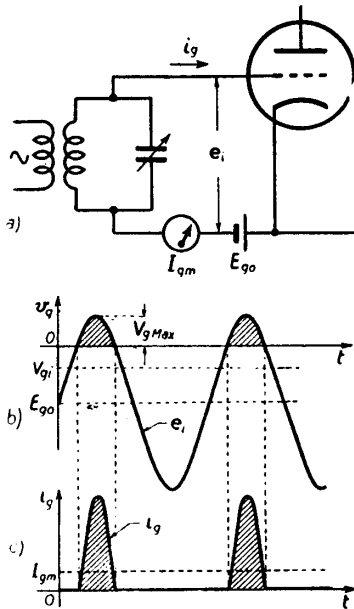 i_g
e_i
a)
I_gm
E_go
v_g
V_gMax
0
t
V_gi
E_go
e_i
b)
i_g
i_g
c)
I_gm
0
t